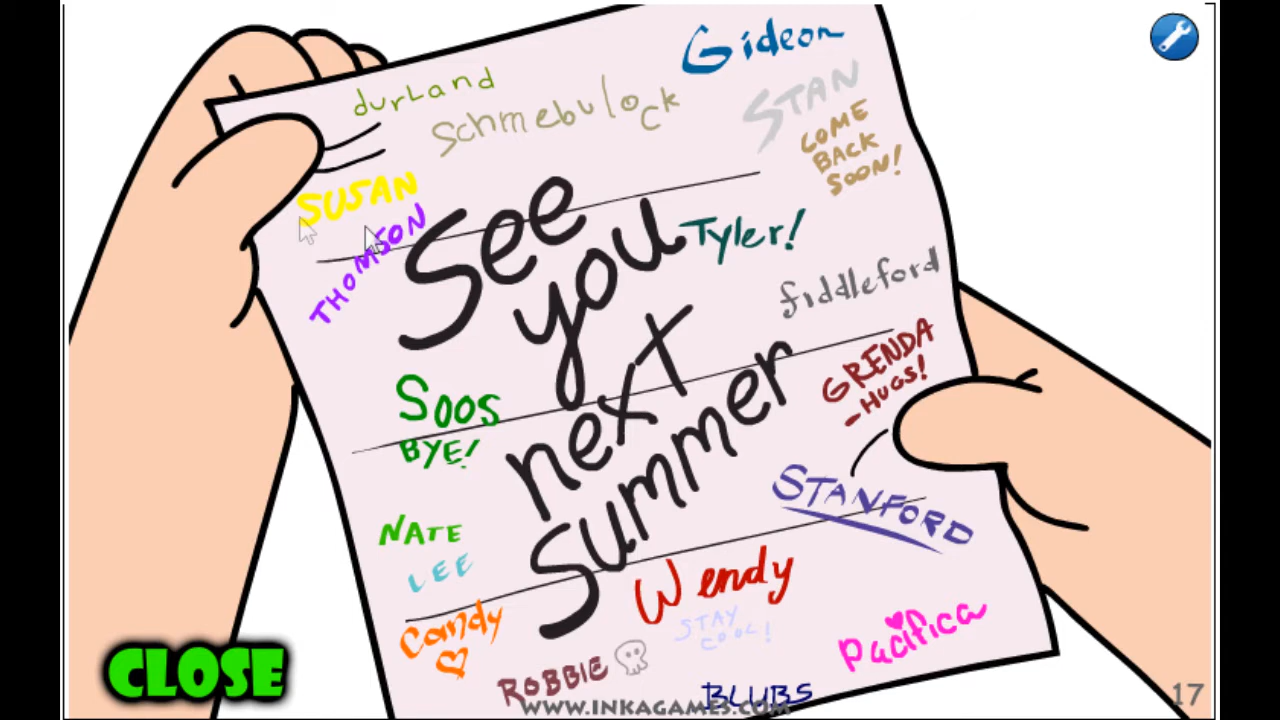 Gideon
durland
Schmebulock
STAN
COME
BACK
SOON!
SUSAN
THOMSON
See
you
next
summer
Tyler!
fiddleford
GRENDA
-HUGS!
Soos
BYE!
STANFORD
NATE
LEE
Wendy
STAY
COOL!
Candy
Pacifica
ROBBIE
BLUBS
CLOSE
WWW.INKAGAMES.COM
17